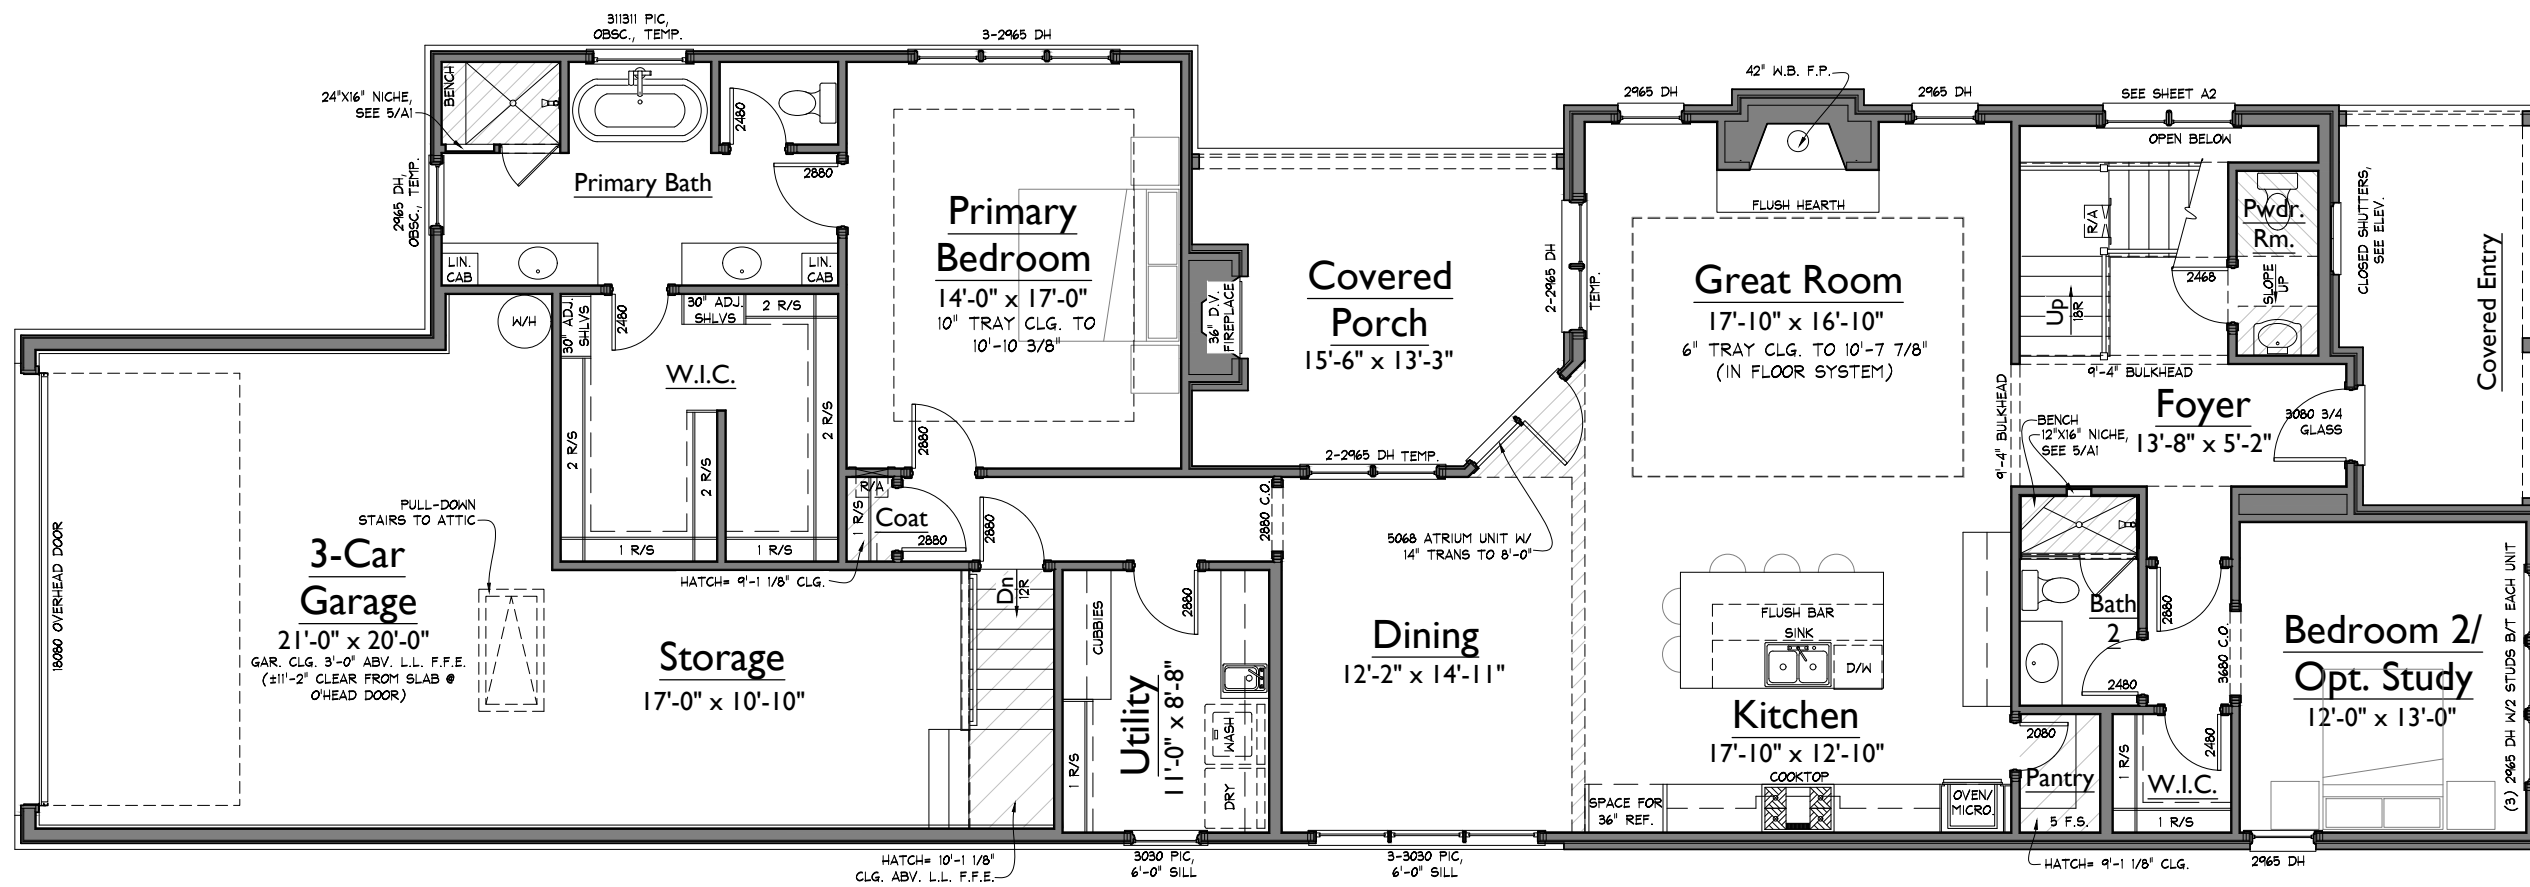 311311 PIC,
OBSC., TEMP.
3-2965 DH
24"X16" NICHE,
SEE 5/A1
BENCH
2480
2880
2965 DH,
OBSC., TEMP.
Primary Bath
LIN.
CAB
LIN.
CAB
W/H
30" ADJ.
SHLVS
2480
30" ADJ.
SHLVS
2 R/S
W.I.C.
2 R/S
2 R/S
2 R/S
1 R/S
1 R/S
Primary
Bedroom
14'-0" x 17'-0"
10" TRAY CLG. TO
10'-10 3/8"
2880
36" D.V.
FIREPLACE
Covered
Porch
15'-6" x 13'-3"
2-2965 DH
TEMP.
2-2965 DH TEMP.
2965 DH
42" W.B. F.P.
2965 DH
FLUSH HEARTH
Great Room
17'-10" x 16'-10"
6" TRAY CLG. TO 10'-7 7/8"
(IN FLOOR SYSTEM)
SEE SHEET A2
OPEN BELOW
R/A
Up
18R
2468
Pwdr.
Rm.
SLOPE
UP
CLOSED SHUTTERS,
SEE ELEV.
Covered Entry
9'-4" BULKHEAD
9'-4" BULKHEAD
Foyer
13'-8" x 5'-2"
3080 3/4
GLASS
BENCH
12"X16" NICHE,
SEE 5/A1
18080 OVERHEAD DOOR
PULL-DOWN
STAIRS TO ATTIC
3-Car
Garage
21'-0" x 20'-0"
GAR. CLG. 3'-0" ABV. L.L. F.F.E.
(±11'-2" CLEAR FROM SLAB @
O'HEAD DOOR)
Storage
17'-0" x 10'-10"
R/A
1 R/S
Coat
2880
2880
HATCH= 9'-1 1/8" CLG.
Dn
12R
HATCH= 10'-1 1/8"
CLG. ABV. L.L. F.F.E.
2880 C.O.
CUBBIES
2880
1 R/S
Utility
11'-0" x 8'-8"
WASH
DRY
3030 PIC,
6'-0" SILL
5068 ATRIUM UNIT W/
14" TRANS TO 8'-0"
Dining
12'-2" x 14'-11"
3-3030 PIC,
6'-0" SILL
FLUSH BAR
SINK
D/W
Kitchen
17'-10" x 12'-10"
COOKTOP
SPACE FOR
36" REF.
OVEN/
MICRO.
Bath
2
2880
2480
3680 C.O.
2080
Pantry
5 F.S.
2480
1 R/S
W.I.C.
1 R/S
HATCH= 9'-1 1/8" CLG.
Bedroom 2/
Opt. Study
12'-0" x 13'-0"
(3) 2965 DH W/2 STUDS B/T EACH UNIT
2965 DH